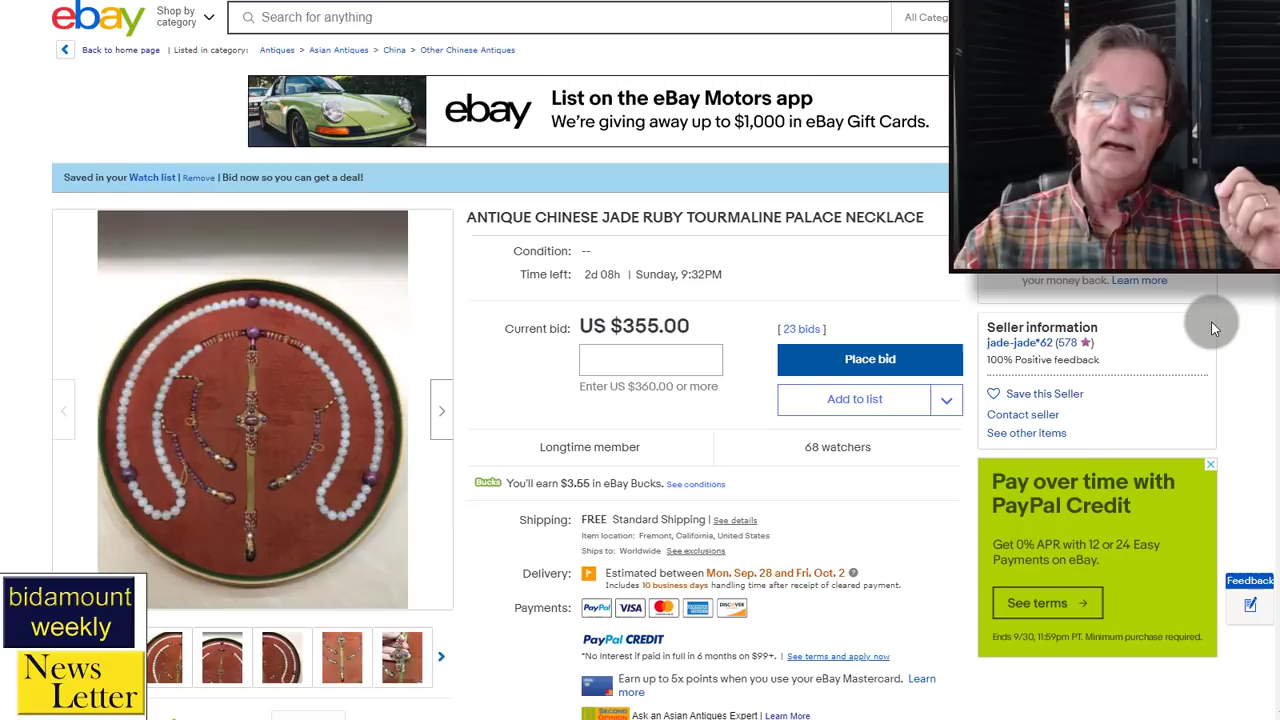 ebay
Shop by
category
Search for anything
All Categ
Back to home page | Listed in category: Antiques > Asian Antiques > China > Other Chinese Antiques
ebay
List on the eBay Motors app
We're giving away up to $1,000 in eBay Gift Cards.
Saved in your Watch list | Remove | Bid now so you can get a deal!
ANTIQUE CHINESE JADE RUBY TOURMALINE PALACE NECKLACE
Condition: --
Time left: 2d 08h | Sunday, 9:32PM
Current bid: US $355.00 [ 23 bids ]
Place bid
Enter US $360.00 or more
Add to list
Longtime member
68 watchers
Bucks You'll earn $3.55 in eBay Bucks. See conditions
Shipping: FREE Standard Shipping | See details
Item location: Fremont, California, United States
Ships to: Worldwide See exclusions
Delivery: Estimated between Mon. Sep. 28 and Fri. Oct. 2
Includes 10 business days handling time after receipt of cleared payment.
Payments: PayPal VISA MasterCard DISCOVER
PayPal CREDIT
*No Interest if paid in full in 6 months on $99+. | See terms and apply now
Earn up to 5x points when you use your eBay Mastercard. Learn
more
SECOND
OPINION
Ask an Asian Antiques Expert | Learn More
your money back. Learn more
Seller information
jade-jade*62 (578)
100% Positive feedback
Save this Seller
Contact seller
See other items
Pay over time with
PayPal Credit
Get 0% APR with 12 or 24 Easy
Payments on eBay.
See terms →
Ends 9/30, 11:59pm PT. Minimum purchase required.
Feedback
bidamount
weekly
News
Letter